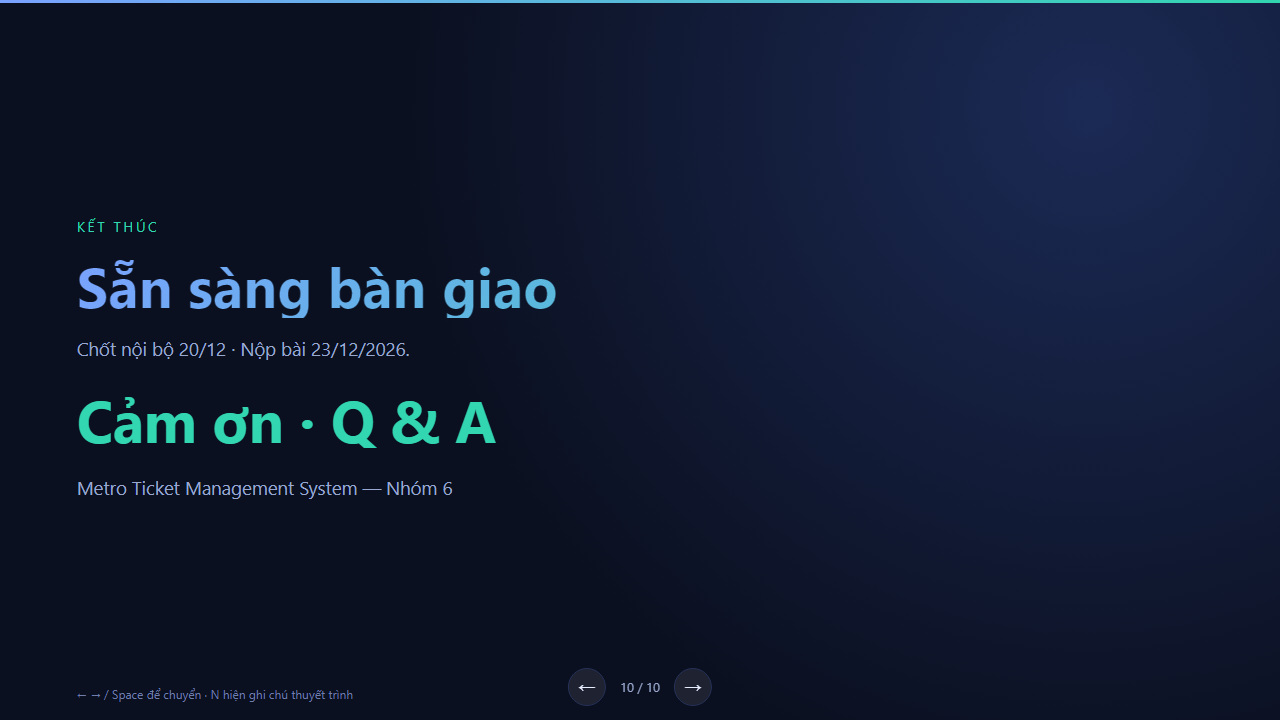 KẾT THÚC
Sẵn sàng bàn giao
Chốt nội bộ 20/12 · Nộp bài 23/12/2026.
Cảm ơn · Q & A
Metro Ticket Management System — Nhóm 6
← → / Space để chuyển · N hiện ghi chú thuyết trình
← 10 / 10 →